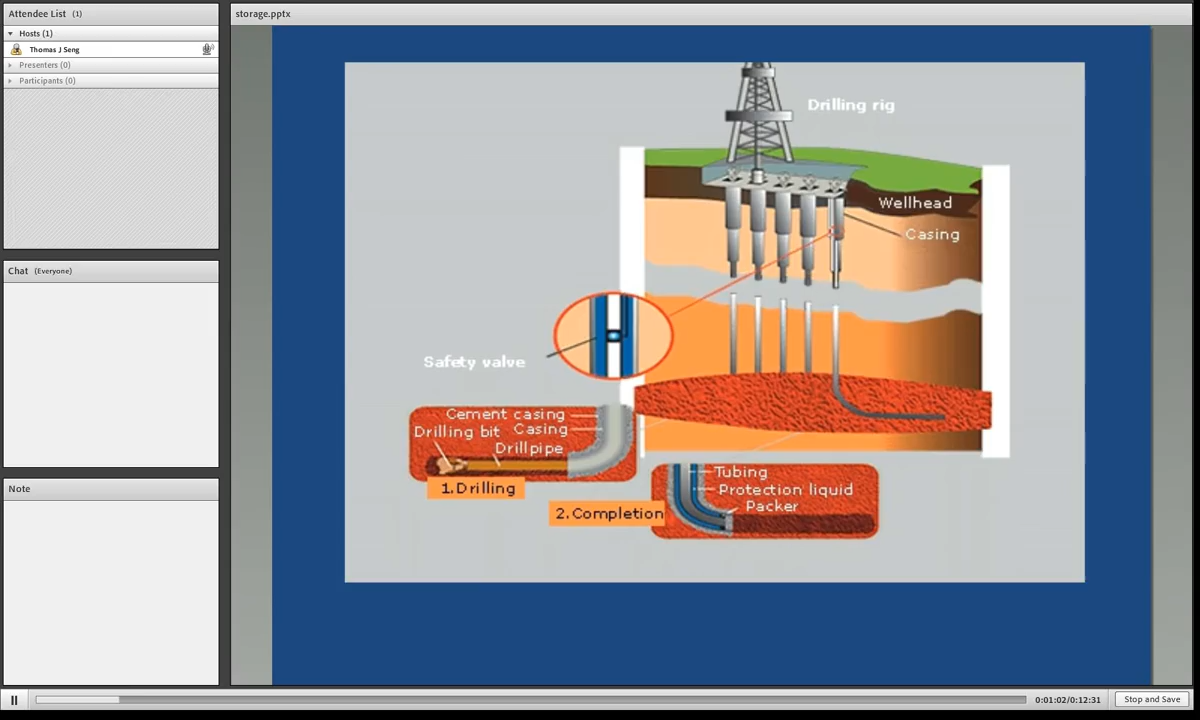 Attendee List (1)
Hosts (1)
Thomas J Seng
Presenters (0)
Participants (0)
Chat (Everyone)
Note
storage.pptx
Drilling rig
Wellhead
Casing
Safety valve
Cement casing
Drilling bit Casing
Drillpipe
1.Drilling
2.Completion
Tubing
Protection liquid
Packer
0:01:02/0:12:31
Stop and Save